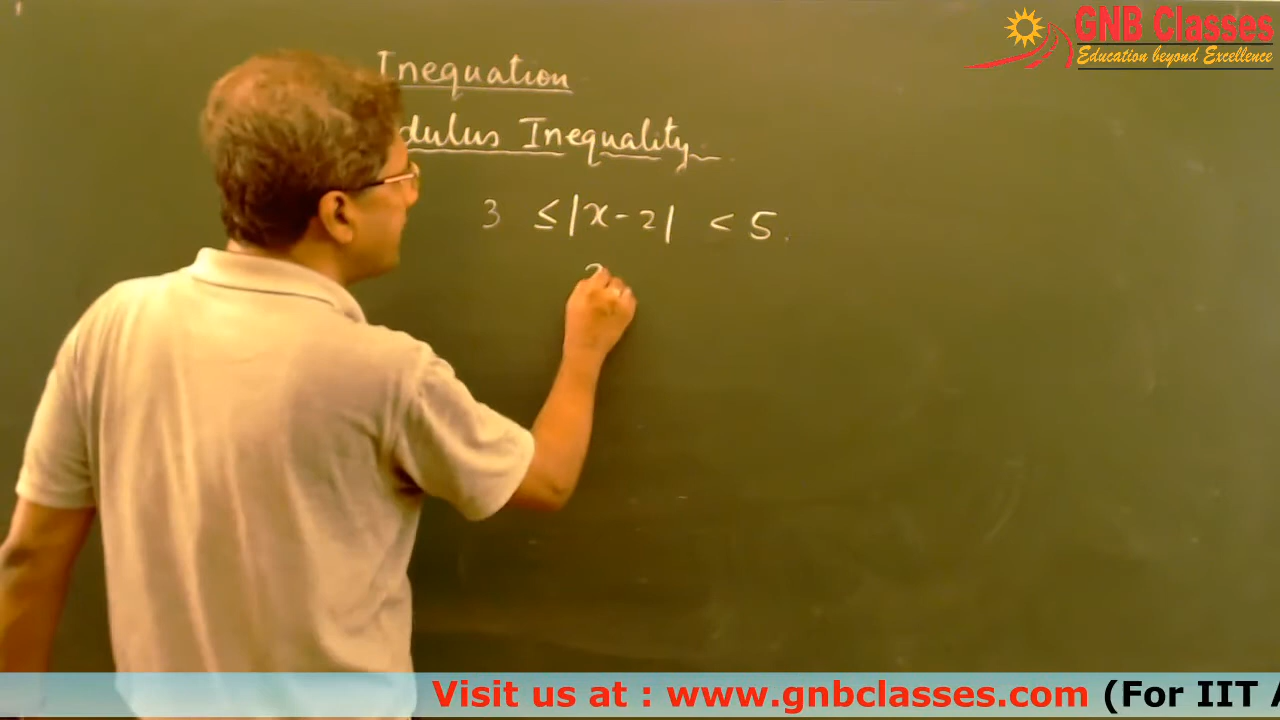 GNB Classes
Education beyond Excellence
Inequation
dulus Inequality
3 ≤ |x - 2| < 5.
Visit us at : www.gnbclasses.com (For IIT